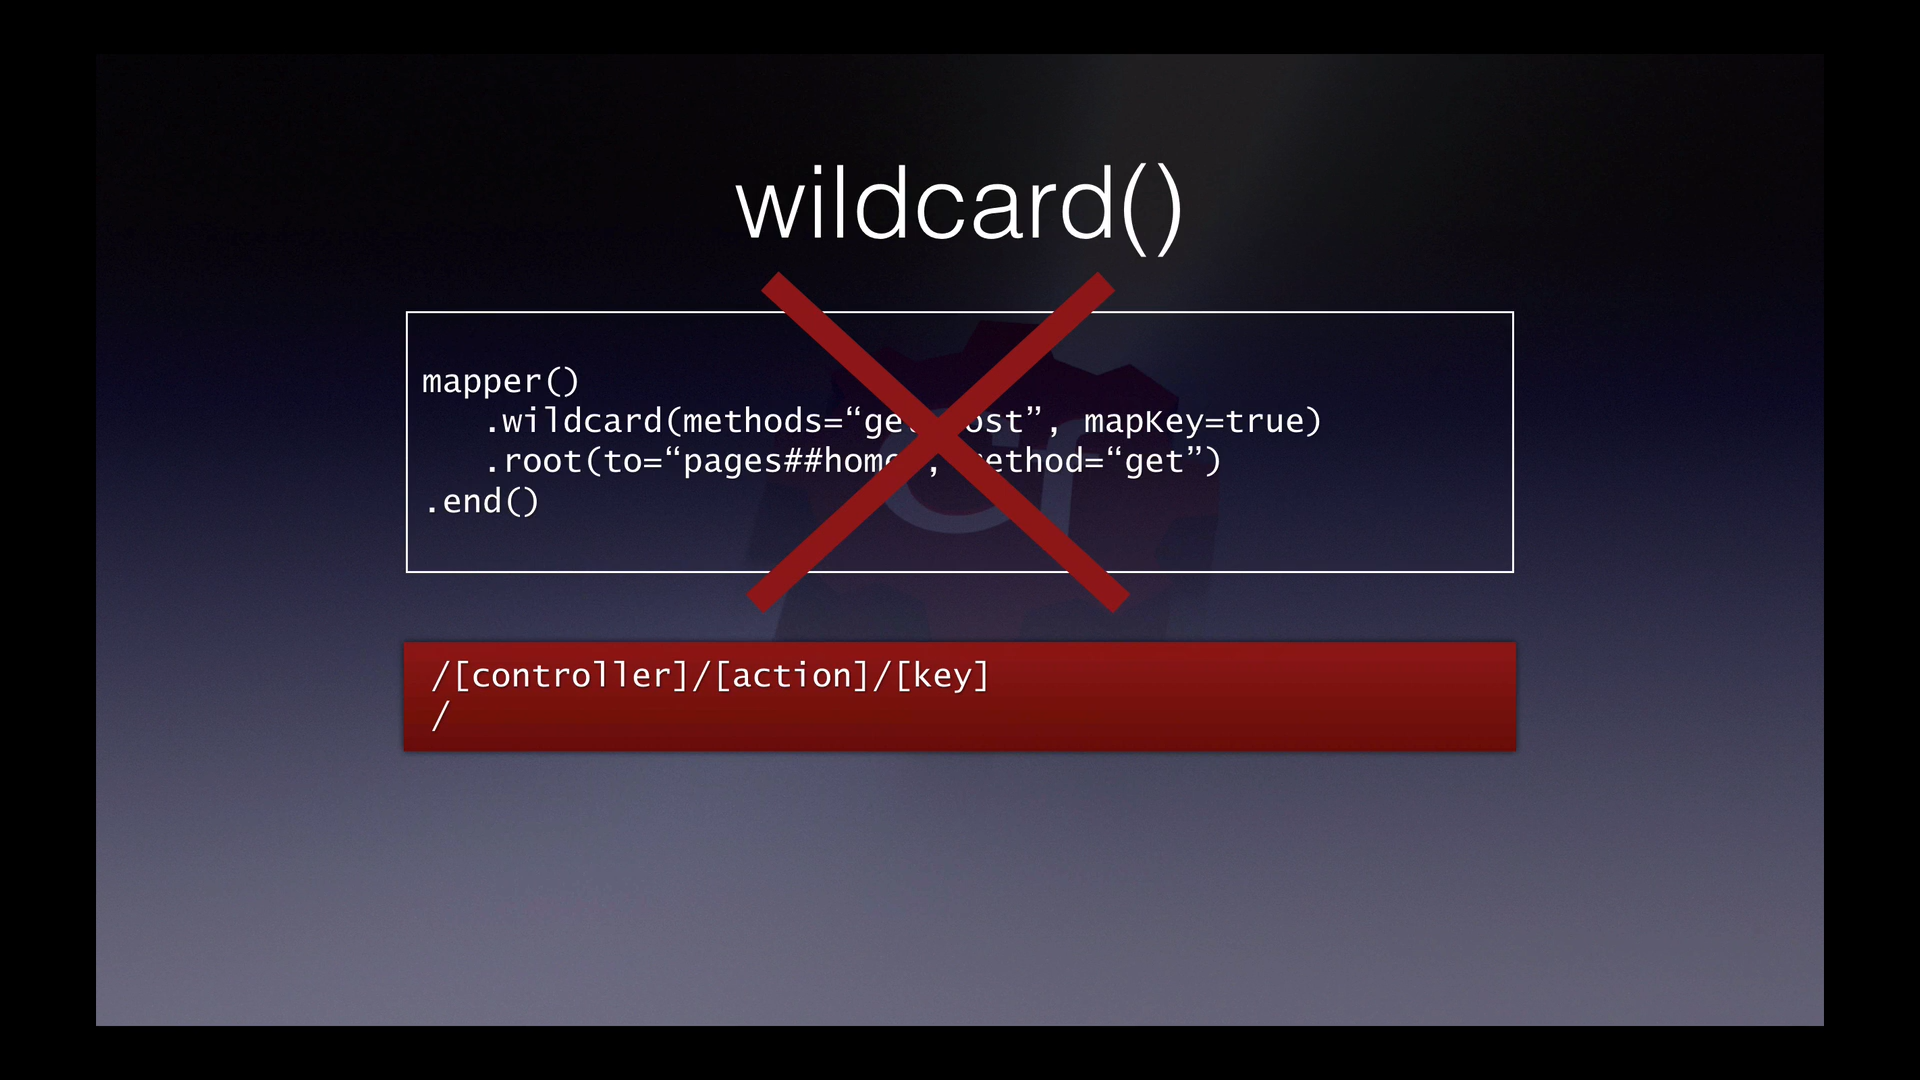 wildcard()
mapper()
.wildcard(methods=“get,post”, mapKey=true)
.root(to=“pages##home”, method=“get”)
.end()
/[controller]/[action]/[key]
/